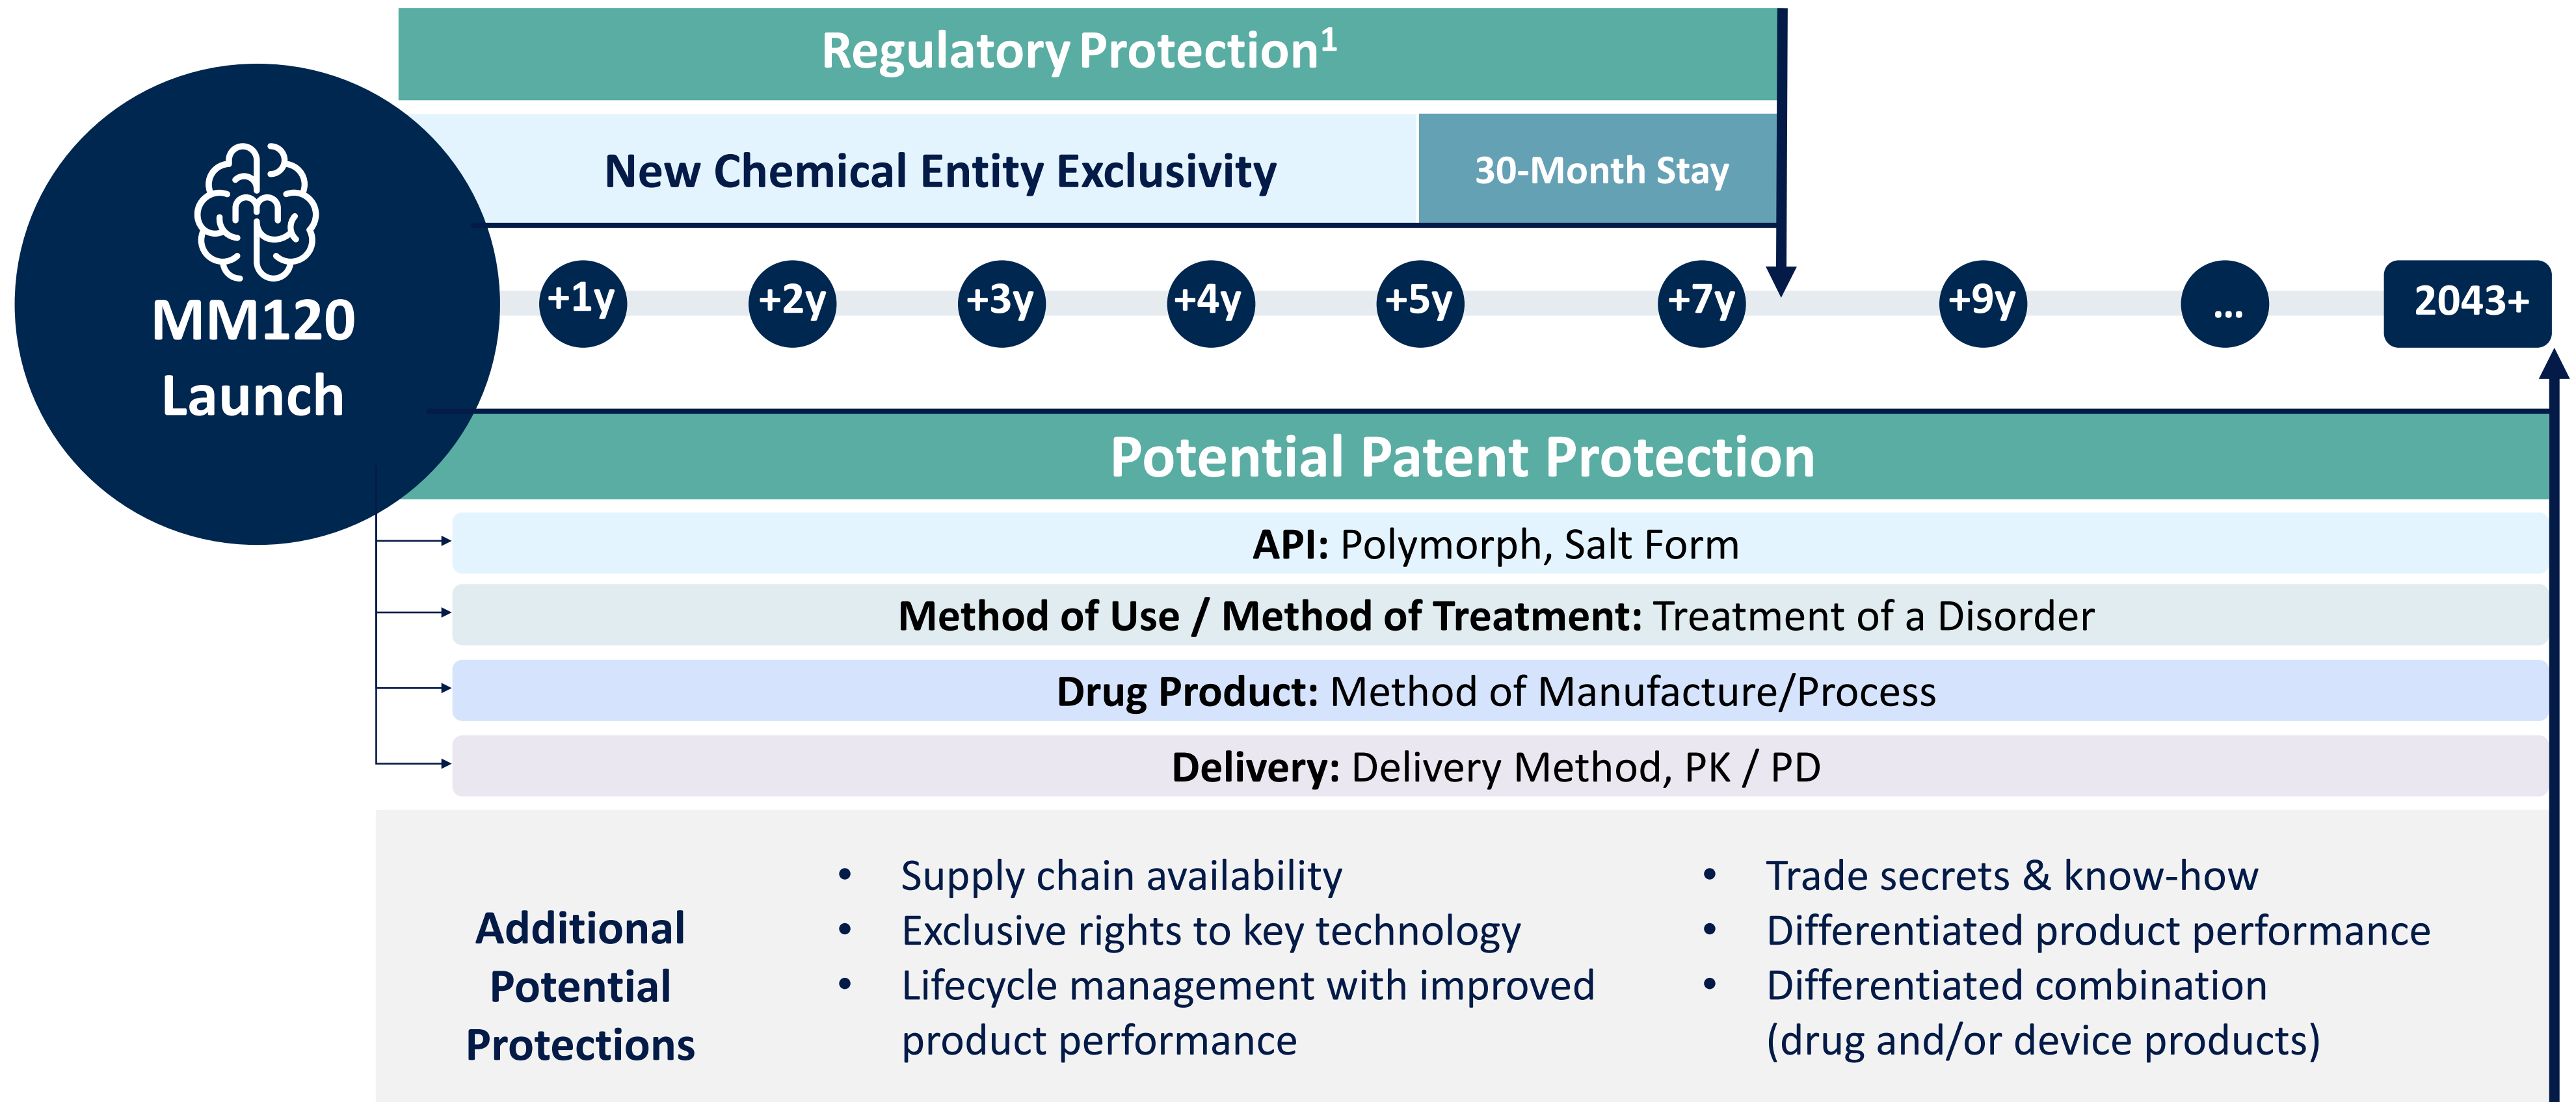 Regulatory Protection¹
New Chemical Entity Exclusivity
30-Month Stay
MM120
Launch
+1y
+2y
+3y
+4y
+5y
+7y
+9y
...
2043+
Potential Patent Protection
API: Polymorph, Salt Form
Method of Use / Method of Treatment: Treatment of a Disorder
Drug Product: Method of Manufacture/Process
Delivery: Delivery Method, PK / PD
Additional
Potential
Protections
• Supply chain availability
• Exclusive rights to key technology
• Lifecycle management with improved
product performance
• Trade secrets & know-how
• Differentiated product performance
• Differentiated combination
(drug and/or device products)